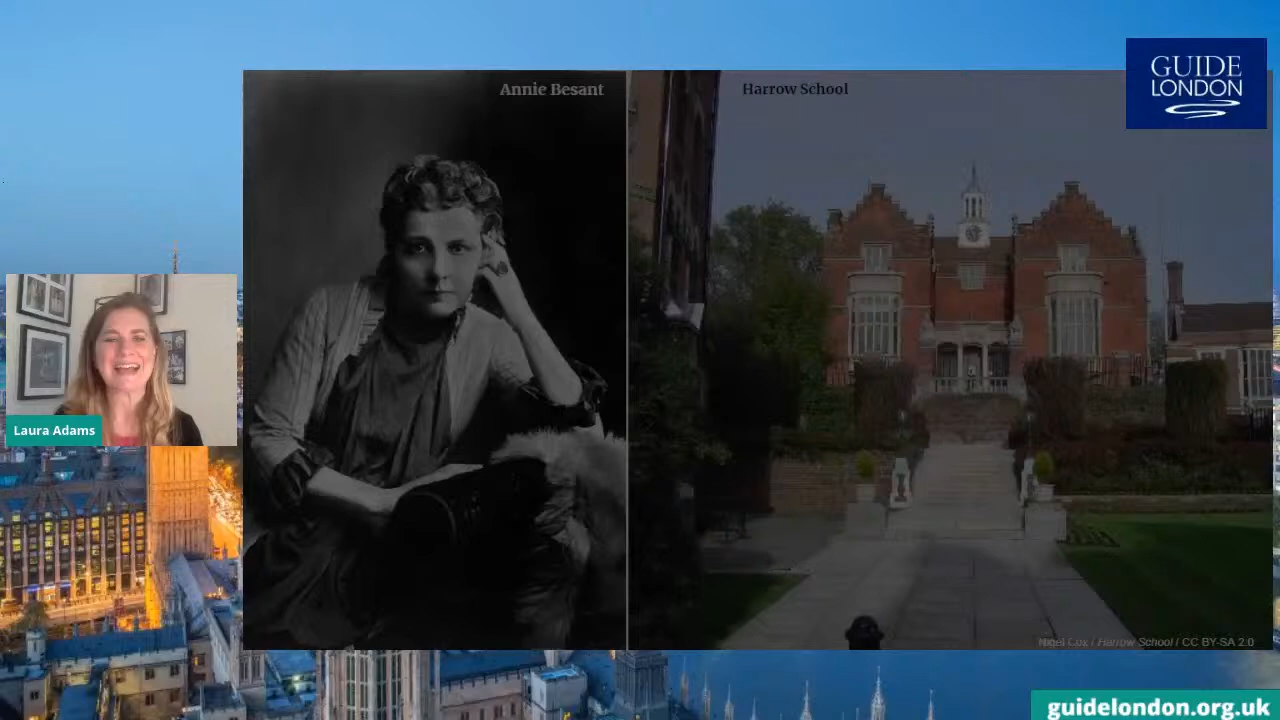 Annie Besant
Harrow School
GUIDE
LONDON
Laura Adams
Nigel Cox / Harrow School / CC BY-SA 2.0
guidelondon.org.uk